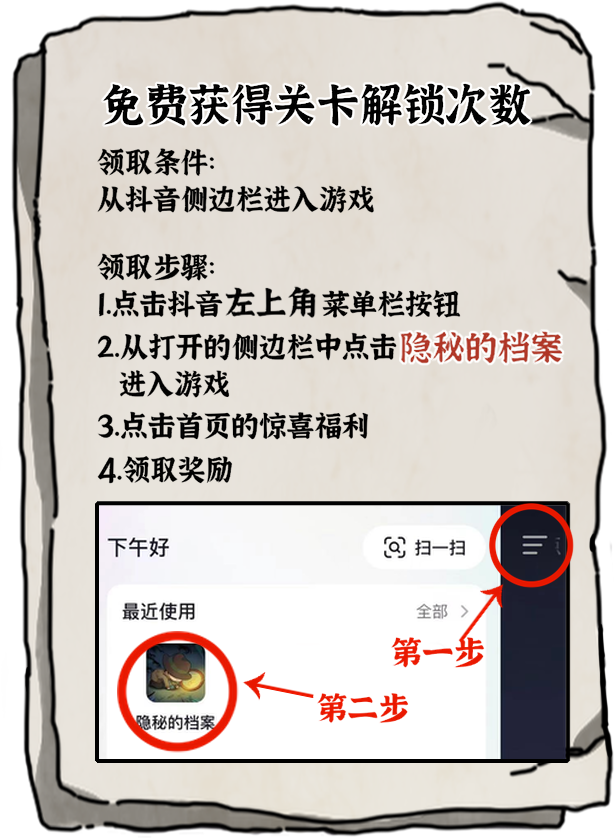 免费获得关卡解锁次数
领取条件:
从抖音侧边栏进入游戏
领取步骤:
1.点击抖音左上角菜单栏按钮
2.从打开的侧边栏中点击隐秘的档案
进入游戏
3.点击首页的惊喜福利
4.领取奖励
下午好
扫一扫
最近使用
全部 >
第一步
第二步
隐秘的档案